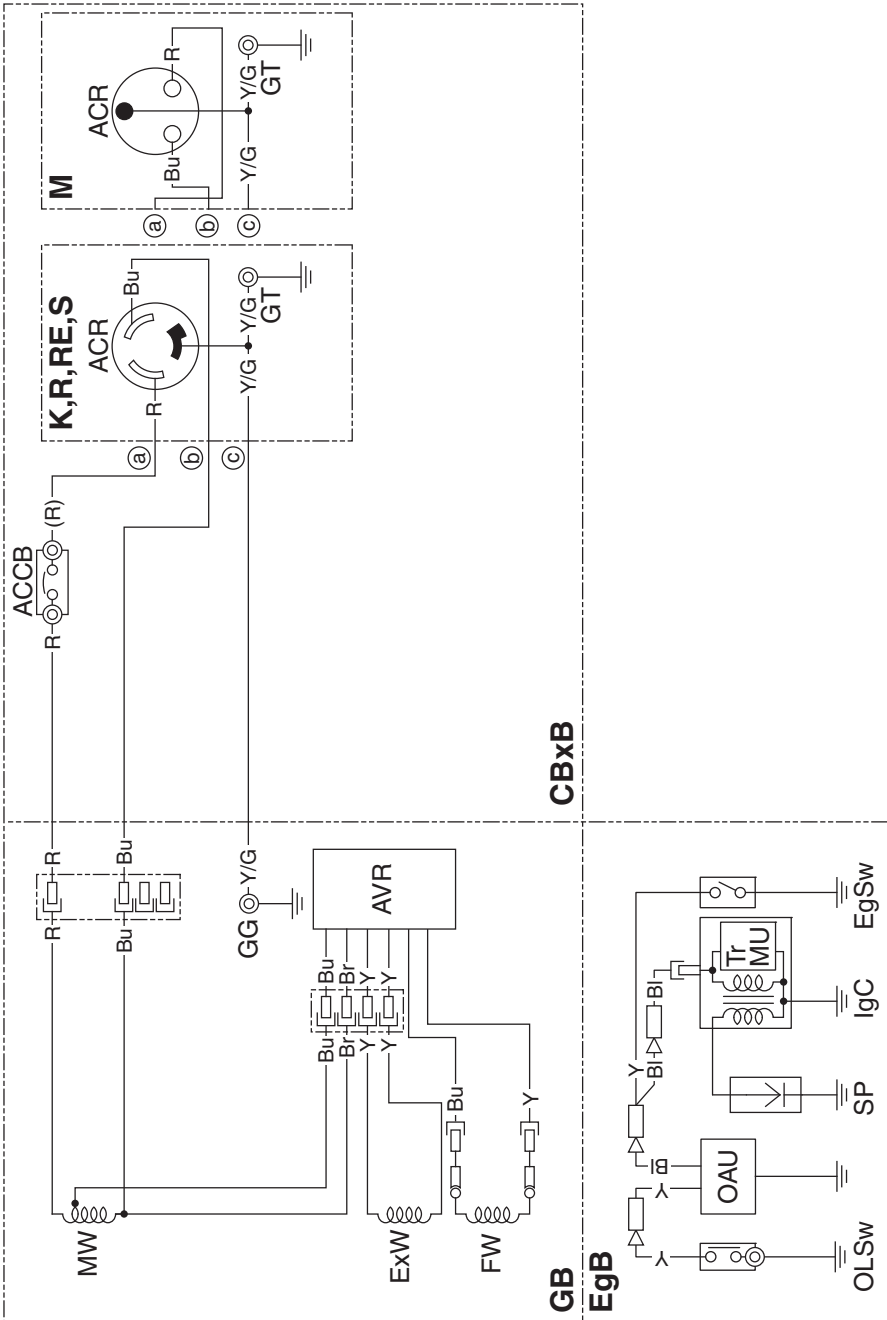 M
ACR
R
Bu
Y/G
Y/G
GT
a
b
c
K,R,RE,S
ACR
Bu
R
Y/G
Y/G
GT
a
b
c
ACCB
(R)
R
CBxB
R
R
Bu
Bu
GG
Y/G
AVR
Bu
Br
Y
Y
Bu
Br
Y
Y
Bu
Y
MW
ExW
FW
GB
EgB
Y
Bl
Bl
Tr
MU
EgSw
IgC
SP
Bl
Y
OAU
Y
OLSw